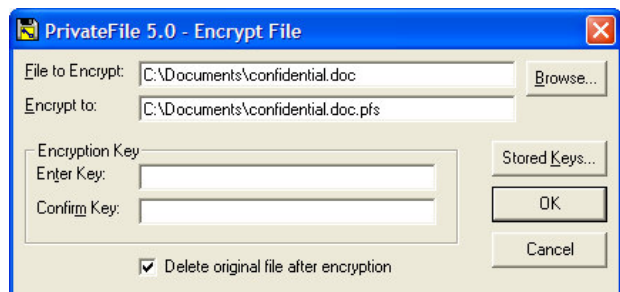 PrivateFile 5.0 - Encrypt File
File to Encrypt: C:\Documents\confidential.doc Browse...
Encrypt to: C:\Documents\confidential.doc.pfs
Encryption Key Stored Keys...
Enter Key:
Confirm Key: OK
Cancel
Delete original file after encryption